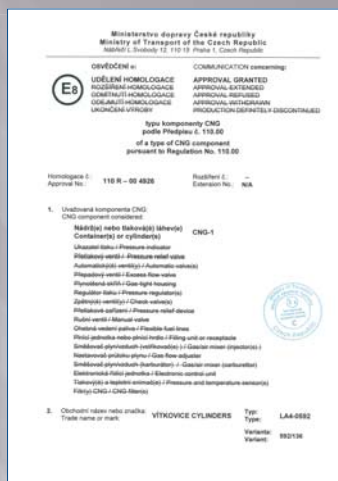 Ministerstvo dopravy České republiky
Ministry of Transport of the Czech Republic
nábřeží L. Svobody 12, 110 15 Praha 1, Czech Republic
OSVĚDČENÍ o: COMMUNICATION concerning:
E8
UDĚLENÍ HOMOLOGACE APPROVAL GRANTED
ROZŠÍŘENÍ HOMOLOGACE APPROVAL EXTENDED
ODMÍTNUTÍ HOMOLOGACE APPROVAL REFUSED
ODEJMUTÍ HOMOLOGACE APPROVAL WITHDRAWN
UKONČENÍ VÝROBY PRODUCTION DEFINITELY DISCONTINUED
typu komponenty CNG
podle Předpisu č. 110.00
of a type of CNG component
pursuant to Regulation No. 110.00
Homologace č.: Rozšíření č.: –
Approval No.: 110 R – 00 4926 Extension No.: N/A
1. Uvažovaná komponenta CNG:
CNG component considered:
Nádrž(e) nebo tlaková(é) láhev(e) CNG-1
Container(s) or cylinder(s)
Ukazatel tlaku / Pressure indicator
Přetlakový ventil / Pressure relief valve
Automatický(é) ventil(y) / Automatic valve(s)
Přepadový ventil / Excess flow valve
Plynotěsná skříň / Gas-tight housing
Regulátor tlaku / Pressure regulator(s)
Zpětný(é) ventil(y) / Check valve(s)
Přetlakové zařízení / Pressure relief device
Ruční ventil / Manual valve
Ohebná vedení paliva / Flexible fuel lines
Plnicí jednotka nebo plnicí hrdlo / Filling unit or receptacle
Směšovač plyn/vzduch (vstřikovač(e)) / Gas/air mixer (injector(s))
Nastavovač průtoku plynu / Gas flow adjuster
Směšovač plyn/vzduch (karburátor) / Gas/air mixer (carburettor)
Elektronická řídicí jednotka / Electronic control unit
Tlakový(é) a teplotní snímač(e) / Pressure and temperature sensor(s)
Filtr(y) CNG / CNG filter(s)
2. Obchodní název nebo značka: VÍTKOVICE CYLINDERS Typ: LA4-0592
Trade name or mark: Type:
Varianta: 592/136
Variant: